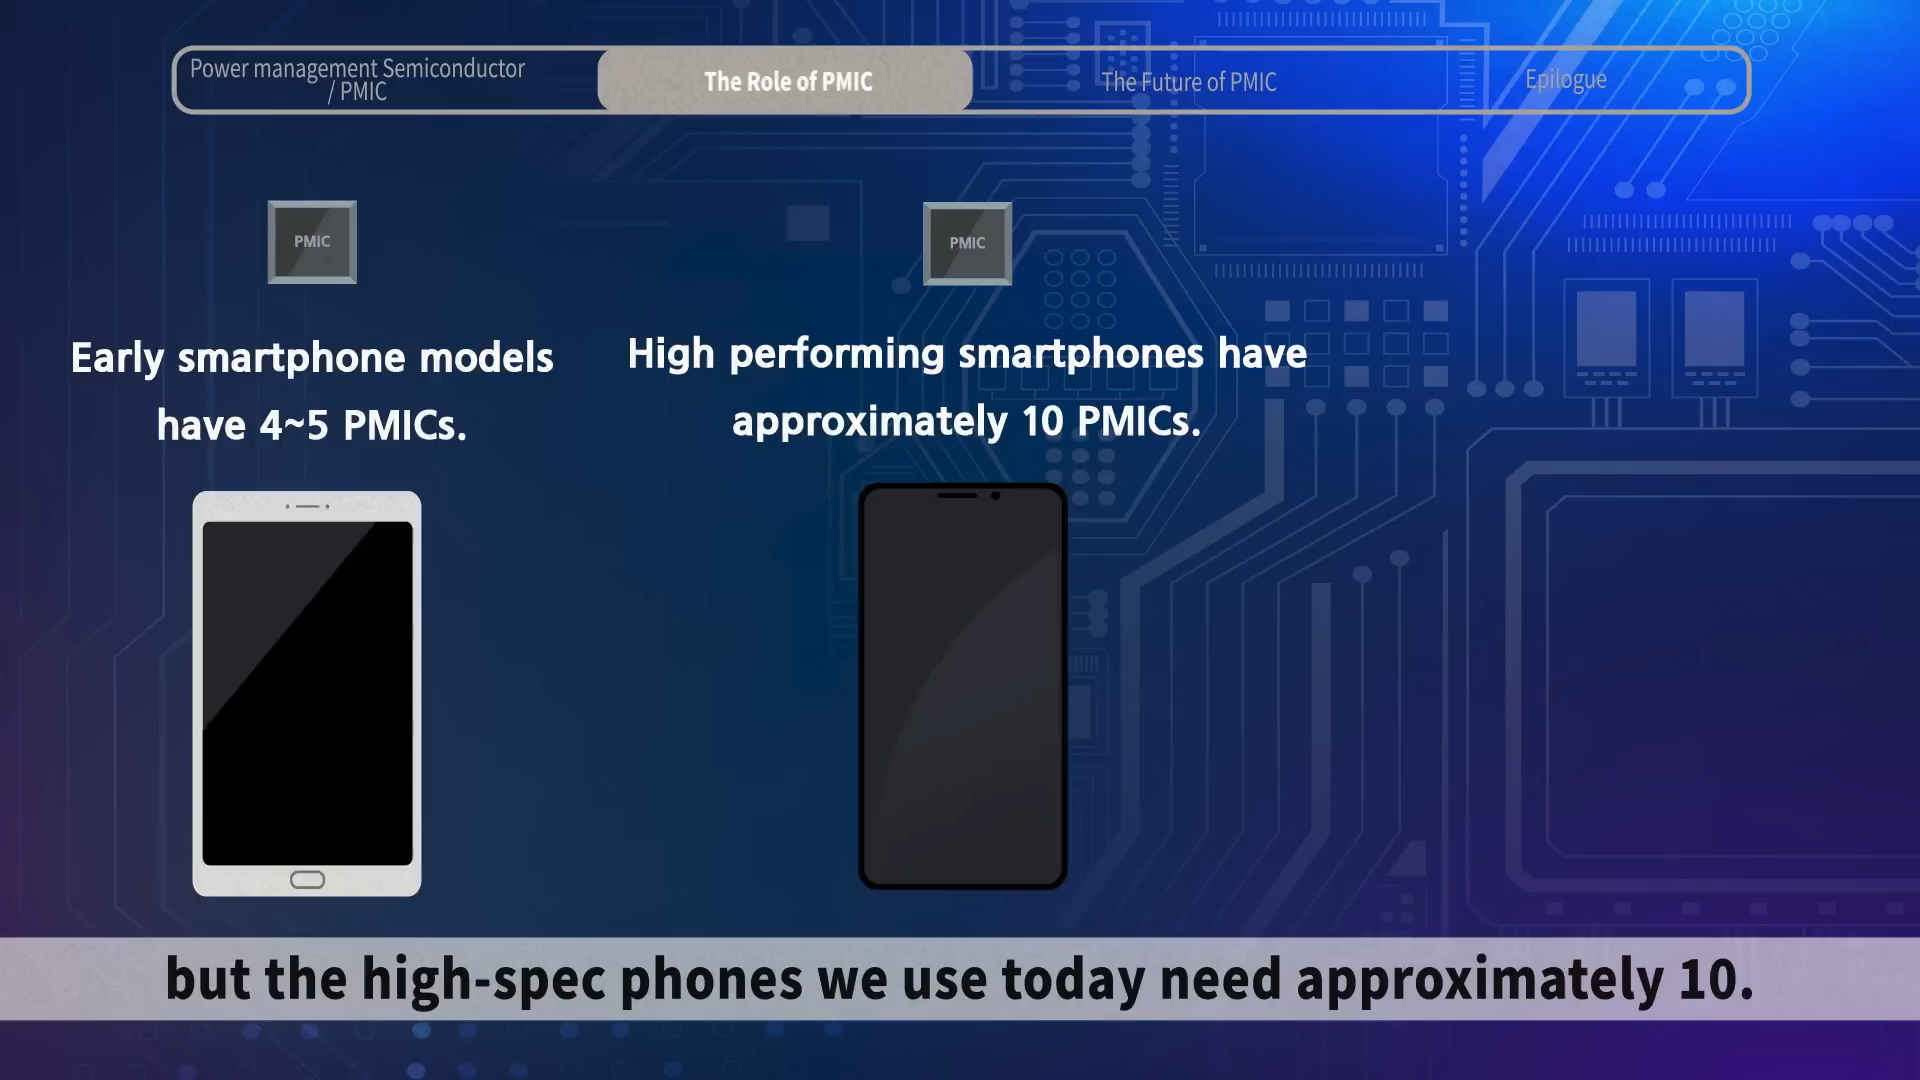 Power management Semiconductor
/ PMIC
The Role of PMIC
The Future of PMIC
Epilogue
PMIC
Early smartphone models
have 4~5 PMICs.
PMIC
High performing smartphones have
approximately 10 PMICs.
but the high-spec phones we use today need approximately 10.